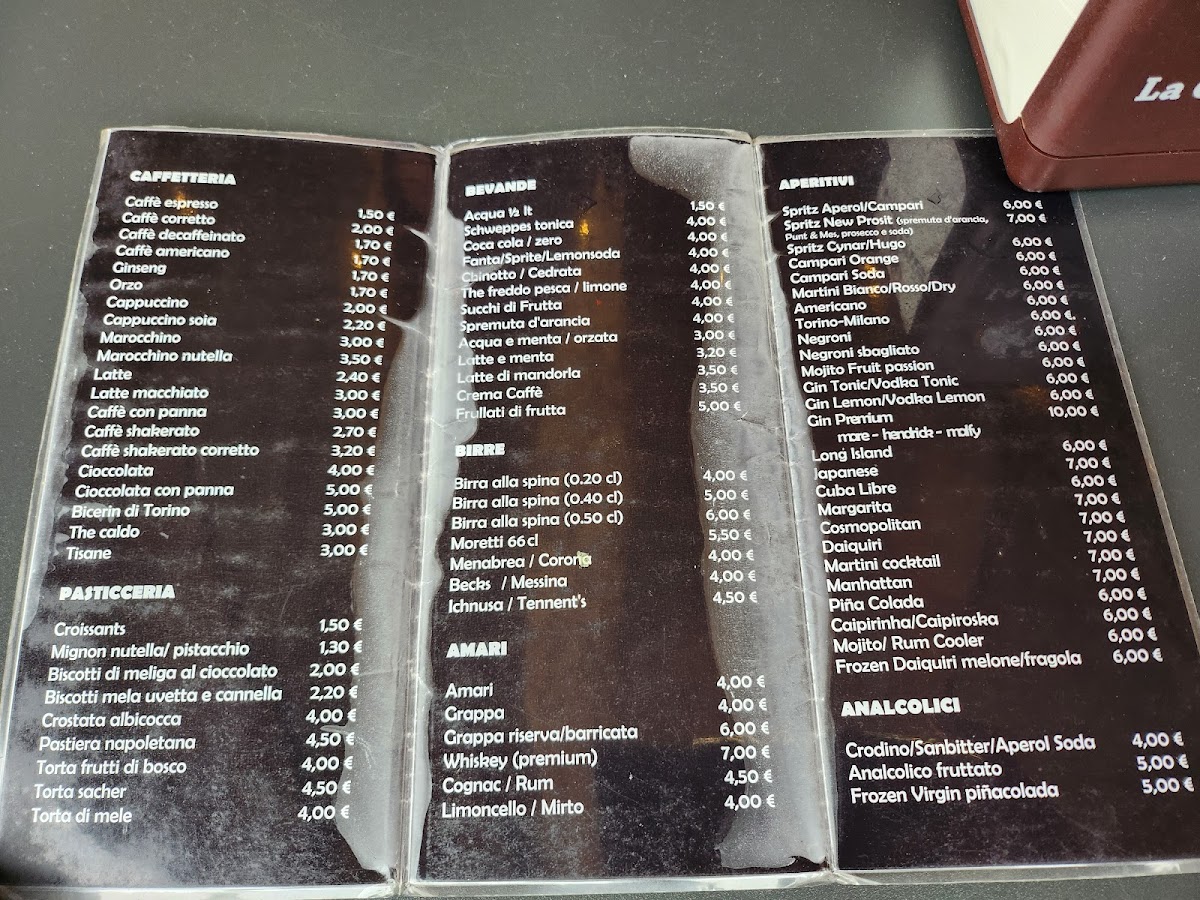 La
CAFFETTERIA
Caffè espresso 1,50 €
Caffè corretto 2,00 €
Caffè decaffeinato 1,70 €
Caffè americano 1,70 €
Ginseng 1,70 €
Orzo 1,70 €
Cappuccino 2,00 €
Cappuccino soia 2,20 €
Marocchino 3,00 €
Marocchino nutella 3,50 €
Latte 2,40 €
Latte macchiato 3,00 €
Caffè con panna 3,00 €
Caffè shakerato 2,70 €
Caffè shakerato corretto 3,20 €
Cioccolata 4,00 €
Cioccolata con panna 5,00 €
Bicerin di Torino 5,00 €
The caldo 3,00 €
Tisane 3,00 €
PASTICCERIA
Croissants 1,50 €
Mignon nutella/ pistacchio 1,30 €
Biscotti di meliga al cioccolato 2,00 €
Biscotti mela uvetta e cannella 2,20 €
Crostata albicocca 4,00 €
Pastiera napoletana 4,50 €
Torta frutti di bosco 4,00 €
Torta sacher 4,50 €
Torta di mele 4,00 €
BEVANDE
Acqua ½ lt 1,50 €
Schweppes tonica 4,00 €
Coca cola / zero 4,00 €
Fanta/Sprite/Lemonsoda 4,00 €
Chinotto / Cedrata 4,00 €
The freddo pesca / limone 4,00 €
Succhi di Frutta 4,00 €
Spremuta d'arancia 4,00 €
Acqua e menta / orzata 3,00 €
Latte e menta 3,20 €
Latte di mandorla 3,50 €
Crema Caffè 3,50 €
Frullati di frutta 5,00 €
BIRRE
Birra alla spina (0.20 cl) 4,00 €
Birra alla spina (0.40 cl) 5,00 €
Birra alla spina (0.50 cl) 6,00 €
Moretti 66 cl 5,50 €
Menabrea / Corona 4,00 €
Becks / Messina 4,00 €
Ichnusa / Tennent's 4,50 €
AMARI
Amari 4,00 €
Grappa 4,00 €
Grappa riserva/barricata 6,00 €
Whiskey (premium) 7,00 €
Cognac / Rum 4,50 €
Limoncello / Mirto 4,00 €
APERITIVI
Spritz Aperol/Campari 6,00 €
Spritz New Prosit (spremuta d'arancia, 7,00 €
Punt & Mes, prosecco e soda)
Spritz Cynar/Hugo 6,00 €
Campari Orange 6,00 €
Campari Soda 6,00 €
Martini Bianco/Rosso/Dry 6,00 €
Americano 6,00 €
Torino-Milano 6,00 €
Negroni 6,00 €
Negroni sbagliato 6,00 €
Mojito Fruit passion 6,00 €
Gin Tonic/Vodka Tonic 6,00 €
Gin Lemon/Vodka Lemon 6,00 €
Gin Premium 10,00 €
mare - hendrick - malfy
Long Island 6,00 €
Japanese 7,00 €
Cuba Libre 6,00 €
Margarita 7,00 €
Cosmopolitan 7,00 €
Daiquiri 7,00 €
Martini cocktail 7,00 €
Manhattan 7,00 €
Piña Colada 6,00 €
Caipirinha/Caipiroska 6,00 €
Mojito/ Rum Cooler 6,00 €
Frozen Daiquiri melone/fragola 6,00 €
ANALCOLICI
Crodino/Sanbitter/Aperol Soda 4,00 €
Analcolico fruttato 5,00 €
Frozen Virgin piñacolada 5,00 €